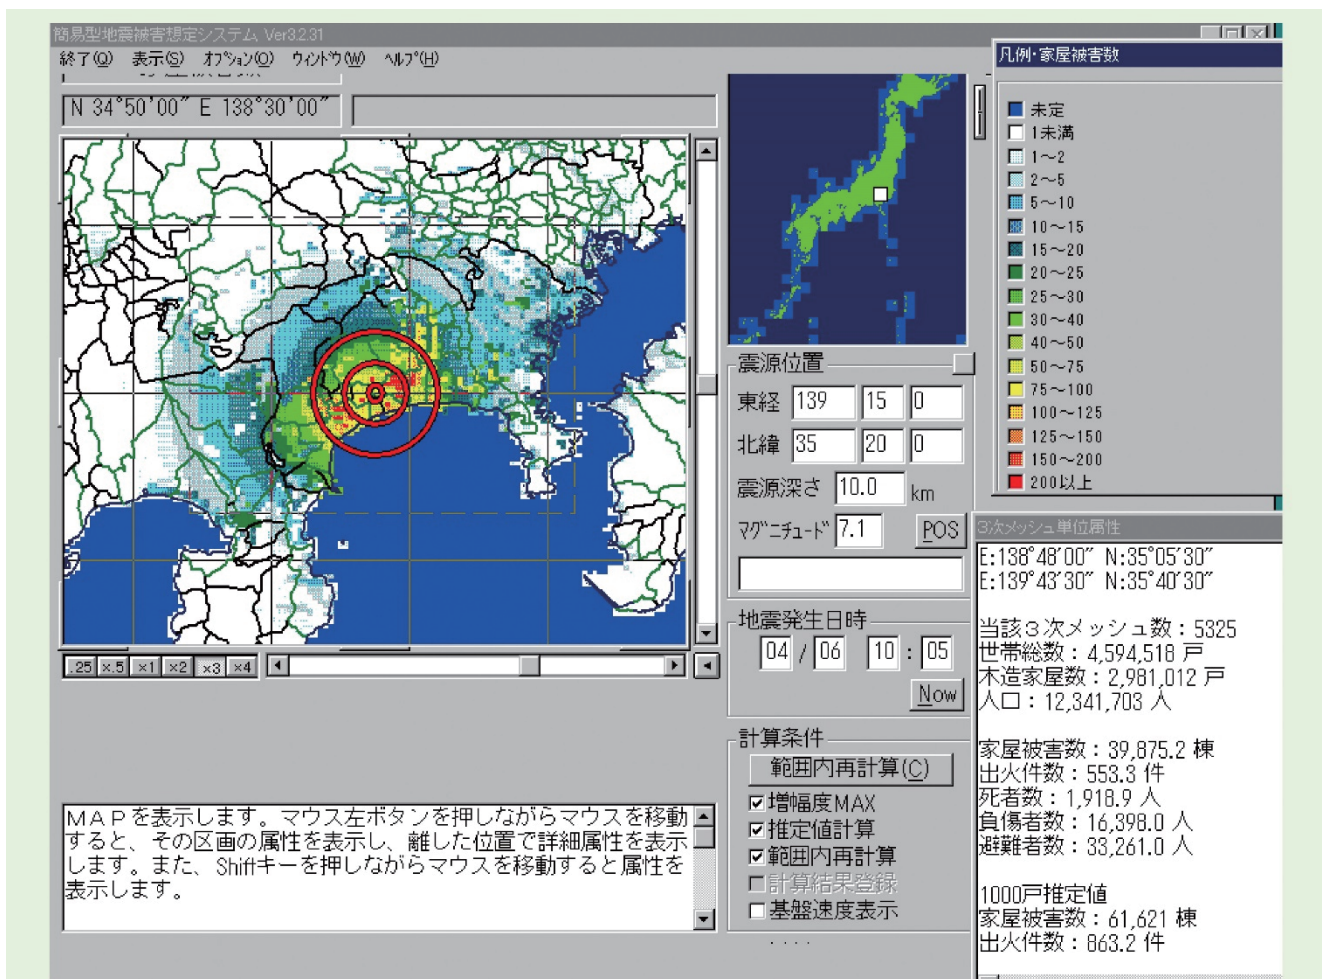 簡易型地震被害想定システム Ver3.2.31
終了(Q) 表示(S) オプション(O) ウィンドウ(W) ヘルプ(H)
N 34°50'00" E 138°30'00"
.25 ×.5 ×1 ×2 ×3 ×4
MAPを表示します。マウス左ボタンを押しながらマウスを移動
すると、その区画の属性を表示し、離した位置で詳細属性を表示
します。また、Shiftキーを押しながらマウスを移動すると属性を
表示します。
震源位置
東経 139 15 0
北緯 35 20 0
震源深さ 10.0 km
マグニチュード 7.1 POS
地震発生日時
04 / 06 10 : 05
Now
計算条件
範囲内再計算(C)
増幅度MAX
推定値計算
範囲内再計算
計算結果登録
基盤速度表示
凡例・家屋被害数
未定
1未満
1～2
2～5
5～10
10～15
15～20
20～25
25～30
30～40
40～50
50～75
75～100
100～125
125～150
150～200
200以上
3次メッシュ単位属性
E:138°48'00" N:35°05'30"
E:139°43'30" N:35°40'30"
当該3次メッシュ数：5325
世帯総数：4,594,518 戸
木造家屋数：2,981,012 戸
人口：12,341,703 人
家屋被害数：39,875.2 棟
出火件数：553.3 件
死者数：1,918.9 人
負傷者数：16,398.0 人
避難者数：33,261.0 人
1000戸推定値
家屋被害数：61,621 棟
出火件数：863.2 件